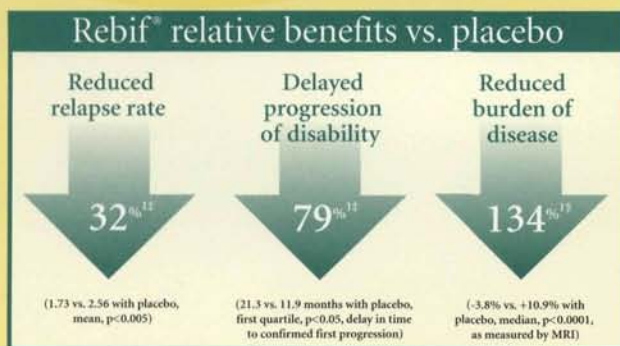 Rebif® relative benefits vs. placebo
Reduced
relapse rate
32%¹‡
(1.73 vs. 2.56 with placebo,
mean, p<0.005)
Delayed
progression
of disability
79%¹‡
(21.3 vs. 11.9 months with placebo,
first quartile, p<0.05, delay in time
to confirmed first progression)
Reduced
burden of
disease
134%¹§
(-3.8% vs. +10.9% with
placebo, median, p<0.0001,
as measured by MRI)